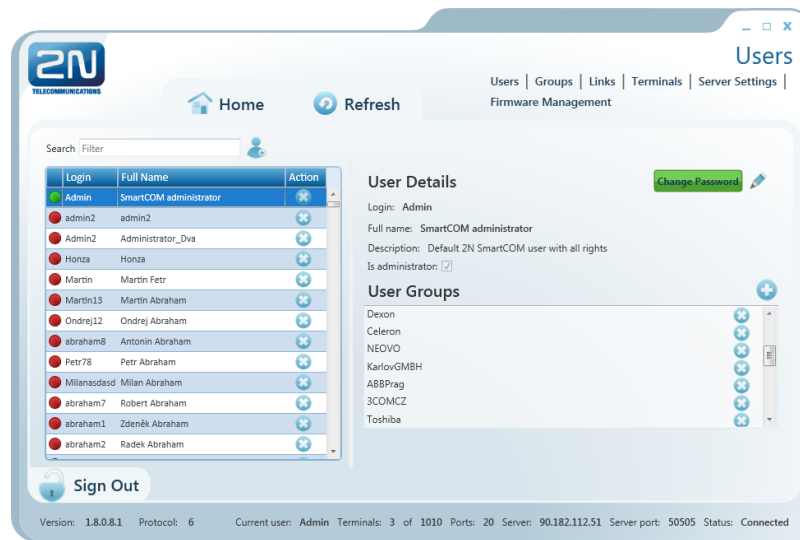 Users
2N
TELECOMMUNICATIONS
Home
Refresh
Users | Groups | Links | Terminals | Server Settings |
Firmware Management
Search Filter
Login Full Name Action
Admin SmartCOM administrator
admin2 admin2
Admin2 Administrator_Dva
Honza Honza
Martin Martin Fetr
Martin13 Martin Abraham
Ondrej12 Ondrej Abraham
abraham8 Antonin Abraham
Petr78 Petr Abraham
Milanasdasd Milan Abraham
abraham7 Robert Abraham
abraham1 Zdeněk Abraham
abraham2 Radek Abraham
User Details
Change Password
Login: Admin
Full name: SmartCOM administrator
Description: Default 2N SmartCOM user with all rights
Is administrator:
User Groups
Dexon
Celeron
NEOVO
KarlovGMBH
ABBPrag
3COMCZ
Toshiba
Sign Out
Version: 1.8.0.8.1 Protocol: 6 Current user: Admin Terminals: 3 of 1010 Ports: 20 Server: 90.182.112.51 Server port: 50505 Status: Connected